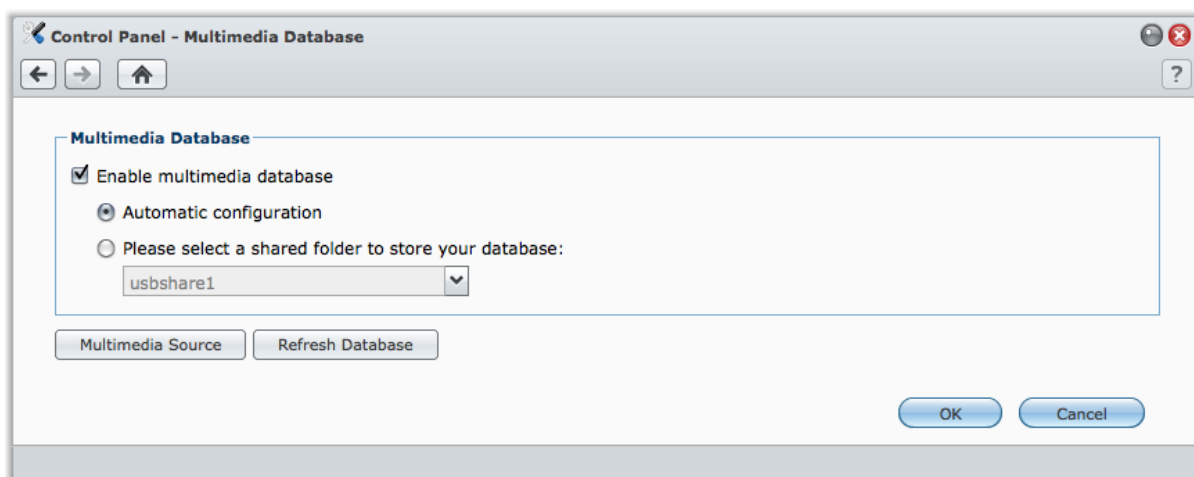 Control Panel - Multimedia Database
?
Multimedia Database
Enable multimedia database
Automatic configuration
Please select a shared folder to store your database:
usbshare1
Multimedia Source Refresh Database
OK Cancel